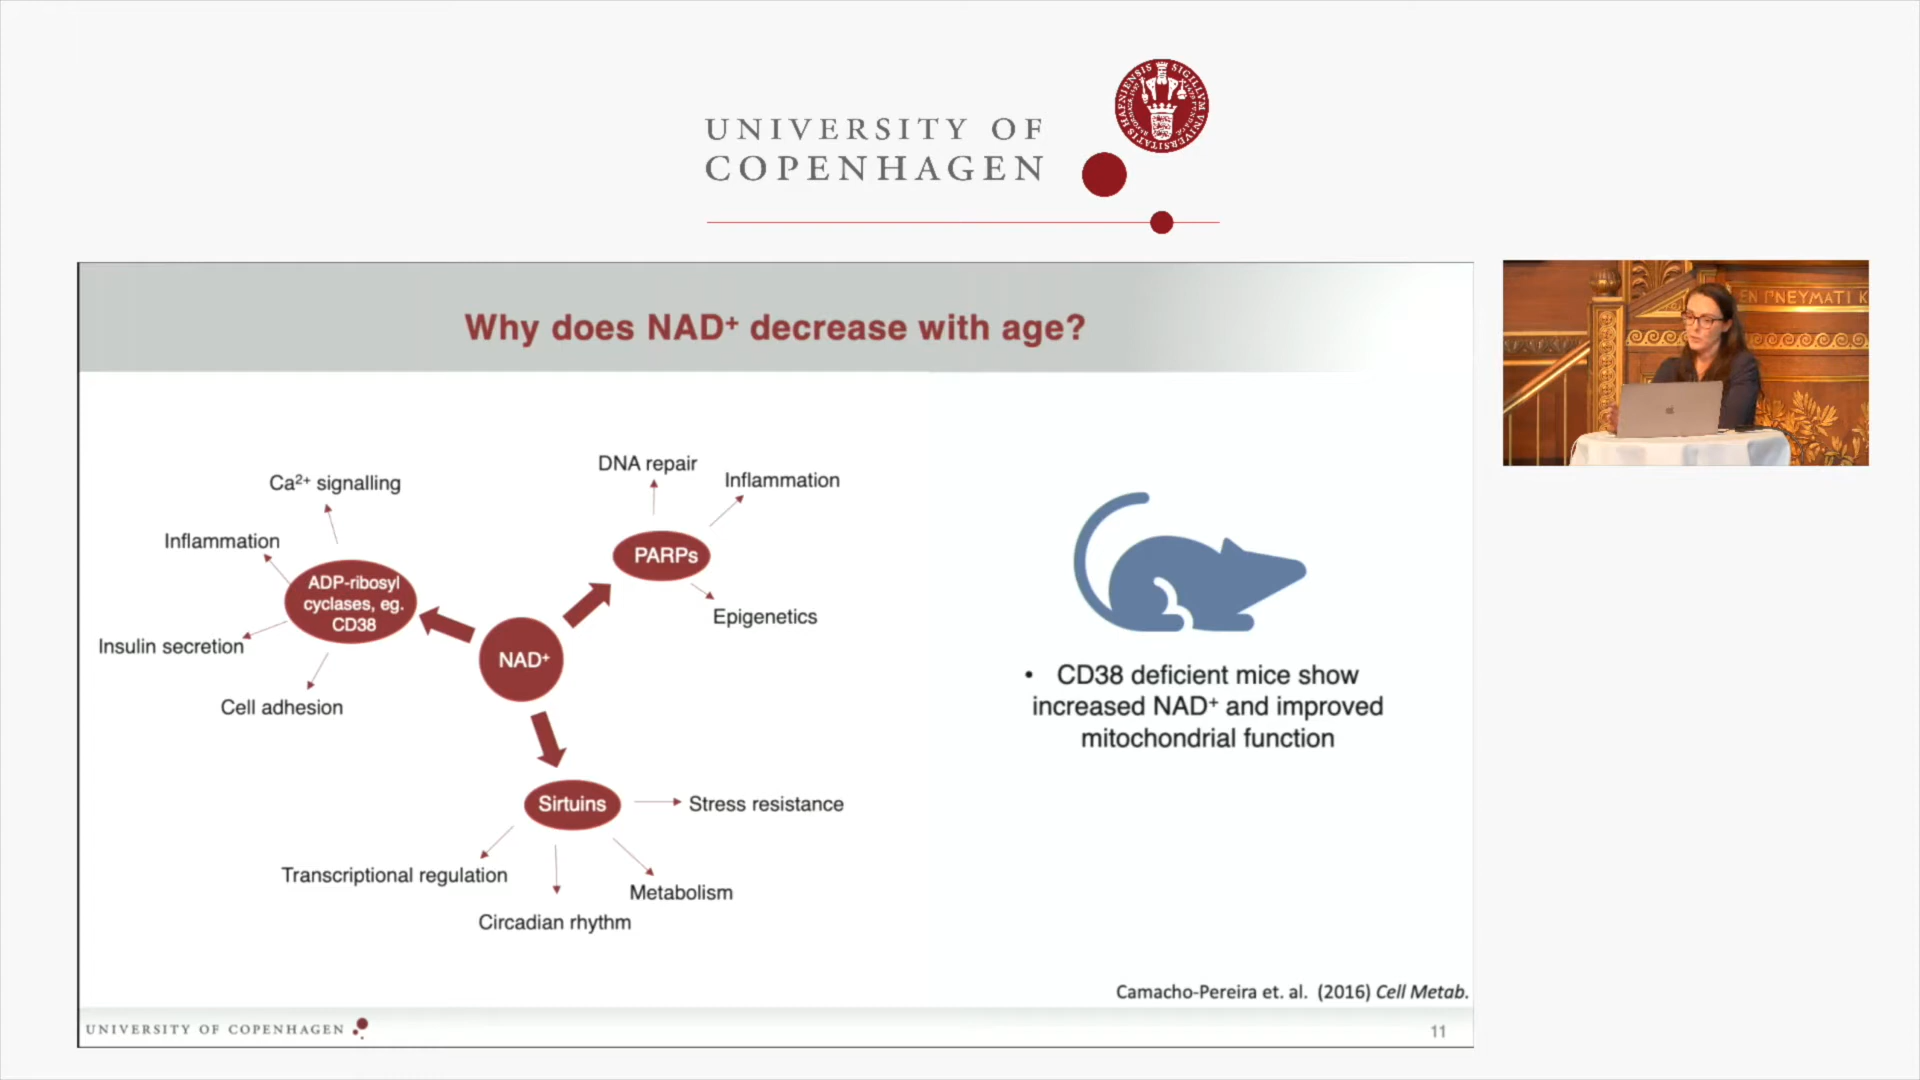 UNIVERSITY OF
COPENHAGEN
Why does NAD⁺ decrease with age?
Ca²⁺ signalling
Inflammation
ADP-ribosyl
cyclases, eg.
CD38
Insulin secretion
Cell adhesion
DNA repair
Inflammation
PARPs
Epigenetics
NAD⁺
Sirtuins
Stress resistance
Transcriptional regulation
Metabolism
Circadian rhythm
• CD38 deficient mice show
increased NAD⁺ and improved
mitochondrial function
Camacho-Pereira et. al. (2016) Cell Metab.
UNIVERSITY OF COPENHAGEN
11
EN PNEYMATI K